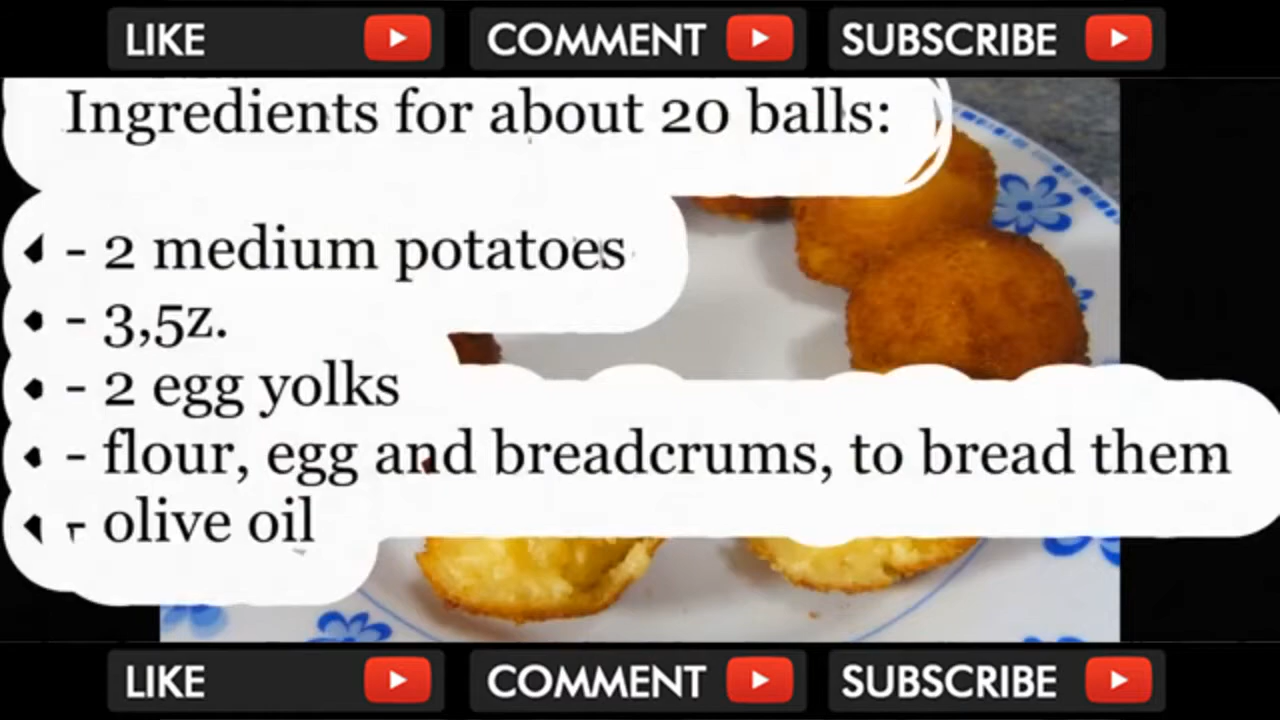 LIKE COMMENT SUBSCRIBE
Ingredients for about 20 balls:
- 2 medium potatoes
- 3,5z.
- 2 egg yolks
- flour, egg and breadcrums, to bread them
- olive oil
LIKE COMMENT SUBSCRIBE